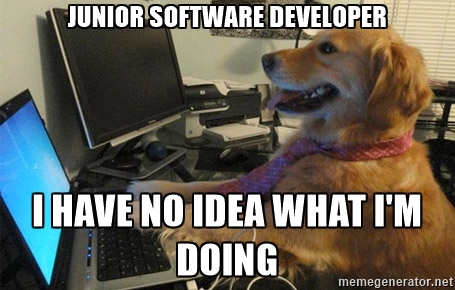 JUNIOR SOFTWARE DEVELOPER
I HAVE NO IDEA WHAT I'M
DOING
memegenerator.net